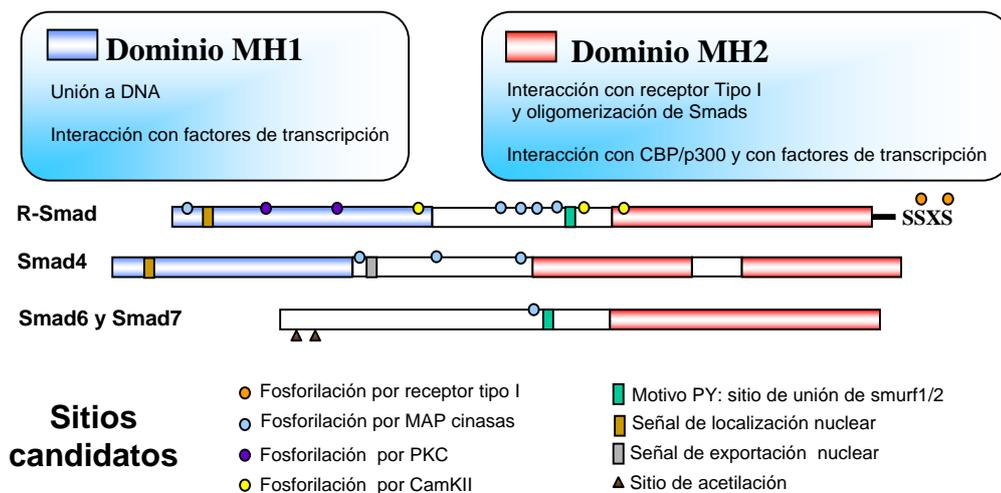 Dominio MH1
Unión a DNA
Interacción con factores de transcripción
Dominio MH2
Interacción con receptor Tipo I
y oligomerización de Smads
Interacción con CBP/p300 y con factores de transcripción
R-Smad
SSXS
Smad4
Smad6 y Smad7
Sitios
candidatos
Fosforilación por receptor tipo I
Fosforilación por MAP cinasas
Fosforilación por PKC
Fosforilación por CamKII
Motivo PY: sitio de unión de smurf1/2
Señal de localización nuclear
Señal de exportación nuclear
Sitio de acetilación